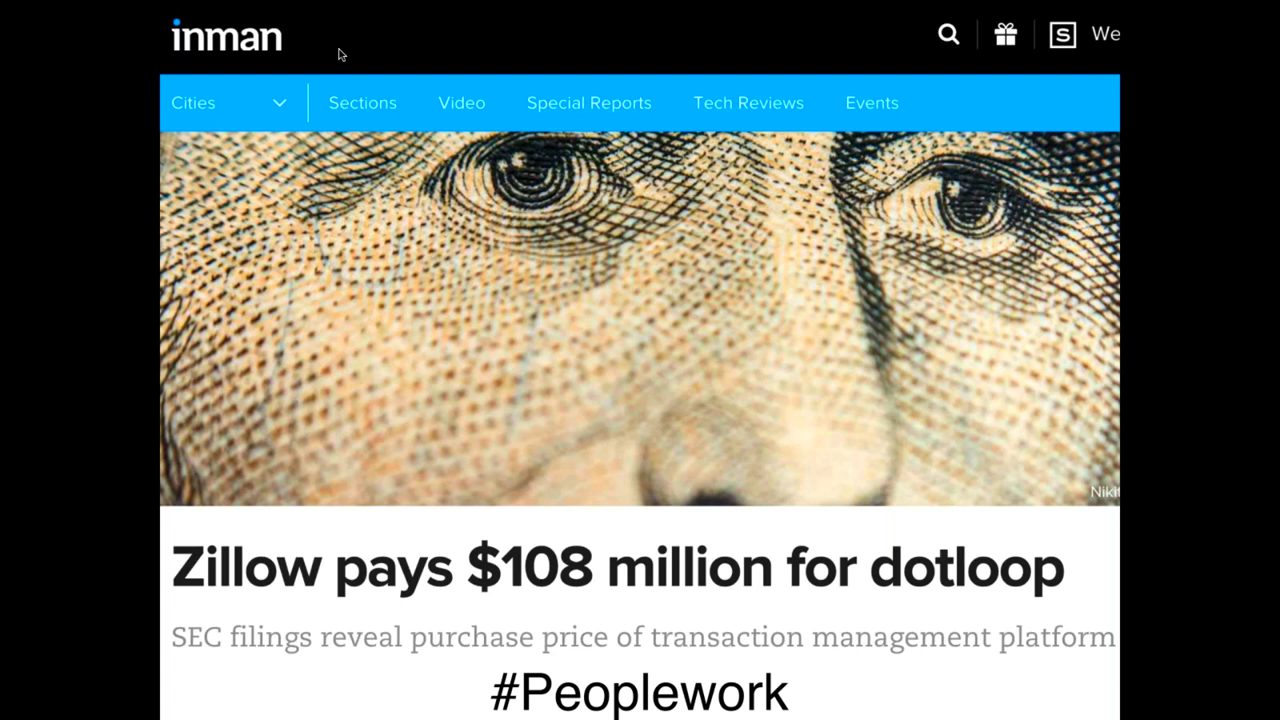 inman
We
Cities
Sections Video Special Reports Tech Reviews Events
Niki
Zillow pays $108 million for dotloop
SEC filings reveal purchase price of transaction management platform
#Peoplework